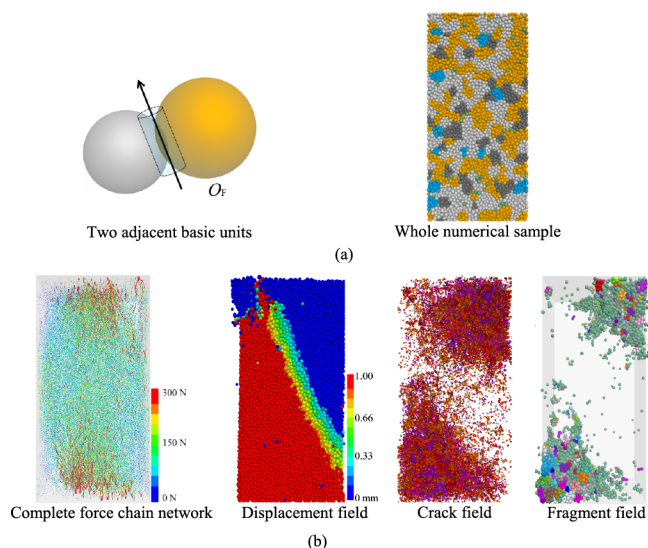 O_F
Two adjacent basic units
Whole numerical sample
(a)
300 N
150 N
0 N
1.00
0.66
0.33
0 mm
Complete force chain network
Displacement field
Crack field
Fragment field
(b)